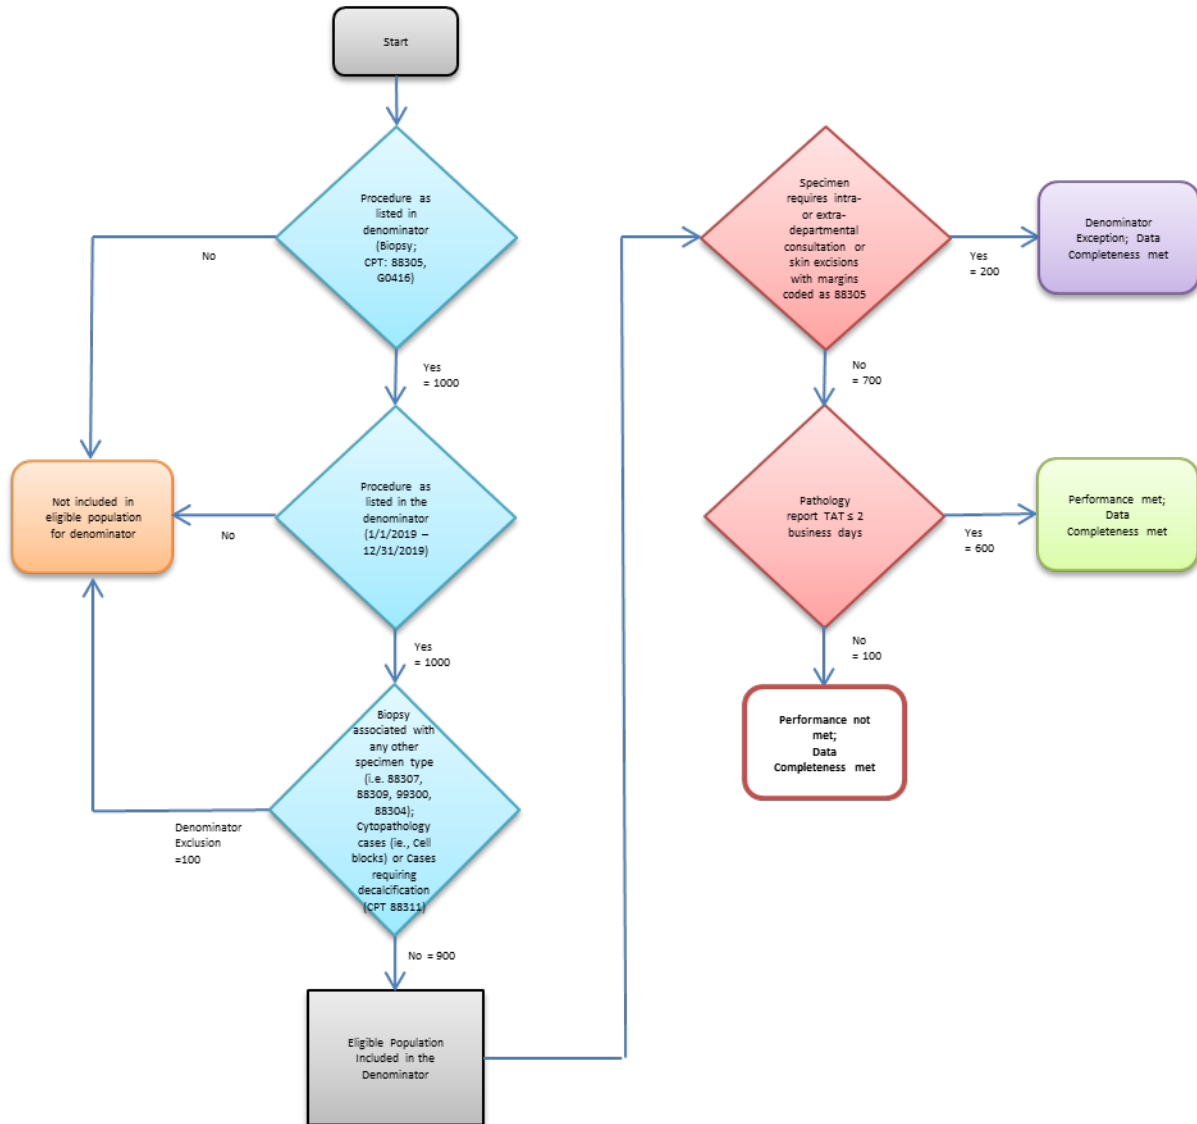 Start
Procedure as
listed in
denominator
(Biopsy;
CPT: 88305,
G0416)
No
Yes
= 1000
Procedure as
listed in the
denominator
(1/1/2019 –
12/31/2019)
No
Not included in
eligible population
for denominator
Yes
= 1000
Biopsy
associated with
any other
specimen type
(i.e. 88307,
88309, 99300,
88304);
Cytopathology
cases (ie., Cell
blocks) or Cases
requiring
decalcification
(CPT 88311)
Denominator
Exclusion
=100
No = 900
Eligible Population
Included in the
Denominator
Specimen
requires intra-
or extra-
departmental
consultation or
skin excisions
with margins
coded as 88305
Yes
= 200
Denominator
Exception; Data
Completeness met
No
= 700
Pathology
report TAT ≤ 2
business days
Yes
= 600
Performance met;
Data
Completeness met
No
= 100
Performance not
met;
Data
Completeness met